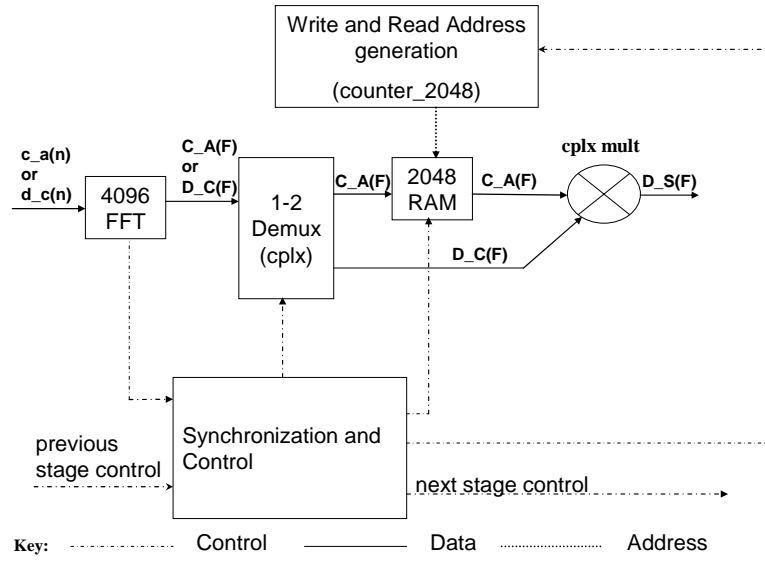 Write and Read Address
generation
(counter_2048)
c_a(n)
or
d_c(n)
4096
FFT
C_A(F)
or
D_C(F)
1-2
Demux
(cplx)
C_A(F)
2048
RAM
C_A(F)
cplx mult
D_S(F)
D_C(F)
Synchronization and
Control
previous
stage control
next stage control
Key:
Control
Data
Address